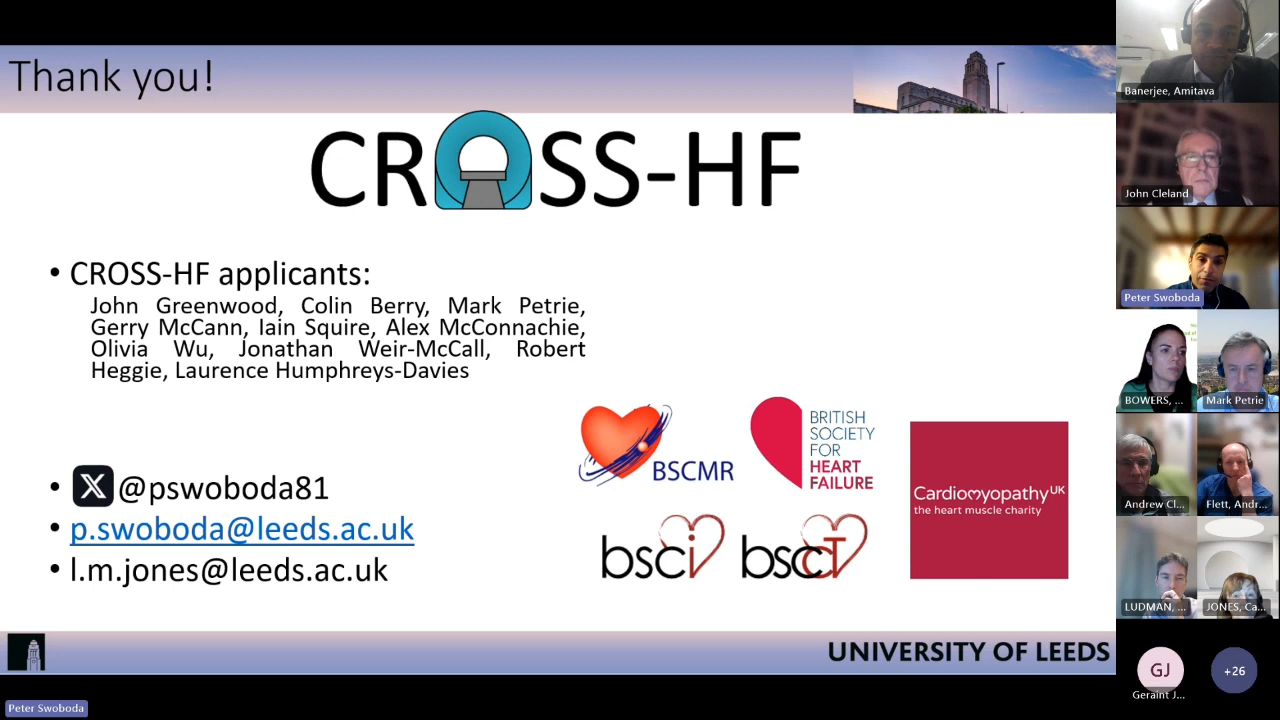 Thank you!
CROSS-HF
• CROSS-HF applicants:
John Greenwood, Colin Berry, Mark Petrie,
Gerry McCann, Iain Squire, Alex McConnachie,
Olivia Wu, Jonathan Weir-McCall, Robert
Heggie, Laurence Humphreys-Davies
• X @pswoboda81
• p.swoboda@leeds.ac.uk
• l.m.jones@leeds.ac.uk
BSCMR
BRITISH
SOCIETY
FOR
HEART
FAILURE
bsci
bscct
Cardiomyopathy UK
the heart muscle charity
UNIVERSITY OF LEEDS
Peter Swoboda
Banerjee, Amitava
John Cleland
Peter Swoboda
BOWERS, ...
Mark Petrie
Andrew Cl...
Flett, Andr...
LUDMAN, ...
JONES, Ca...
GJ
Geraint J...
+26